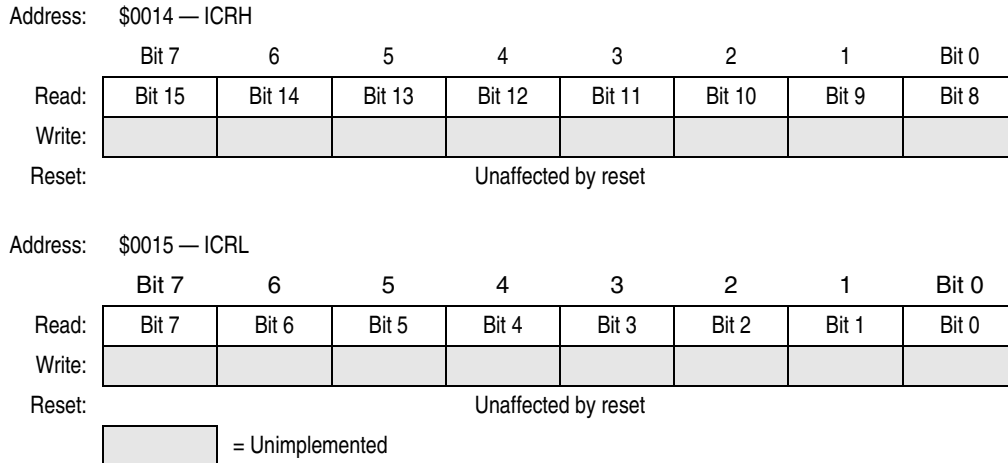 Address: $0014 — ICRH
Bit 7 6 5 4 3 2 1 Bit 0
Read: Bit 15 Bit 14 Bit 13 Bit 12 Bit 11 Bit 10 Bit 9 Bit 8
Write:
Reset: Unaffected by reset
Address: $0015 — ICRL
Bit 7 6 5 4 3 2 1 Bit 0
Read: Bit 7 Bit 6 Bit 5 Bit 4 Bit 3 Bit 2 Bit 1 Bit 0
Write:
Reset: Unaffected by reset
= Unimplemented